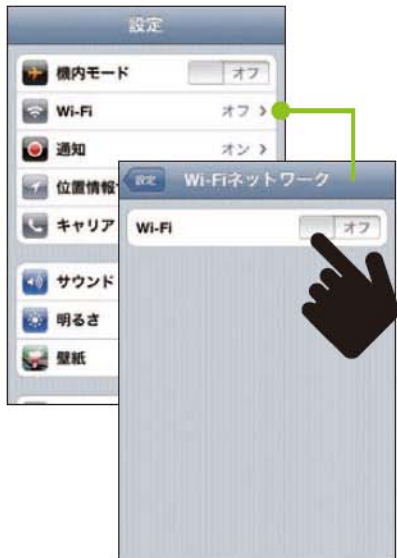 設定
機内モード オフ
Wi-Fi オフ
通知 オン
位置情報
キャリア
サウンド
明るさ
壁紙
設定 Wi-Fiネットワーク
Wi-Fi オフ